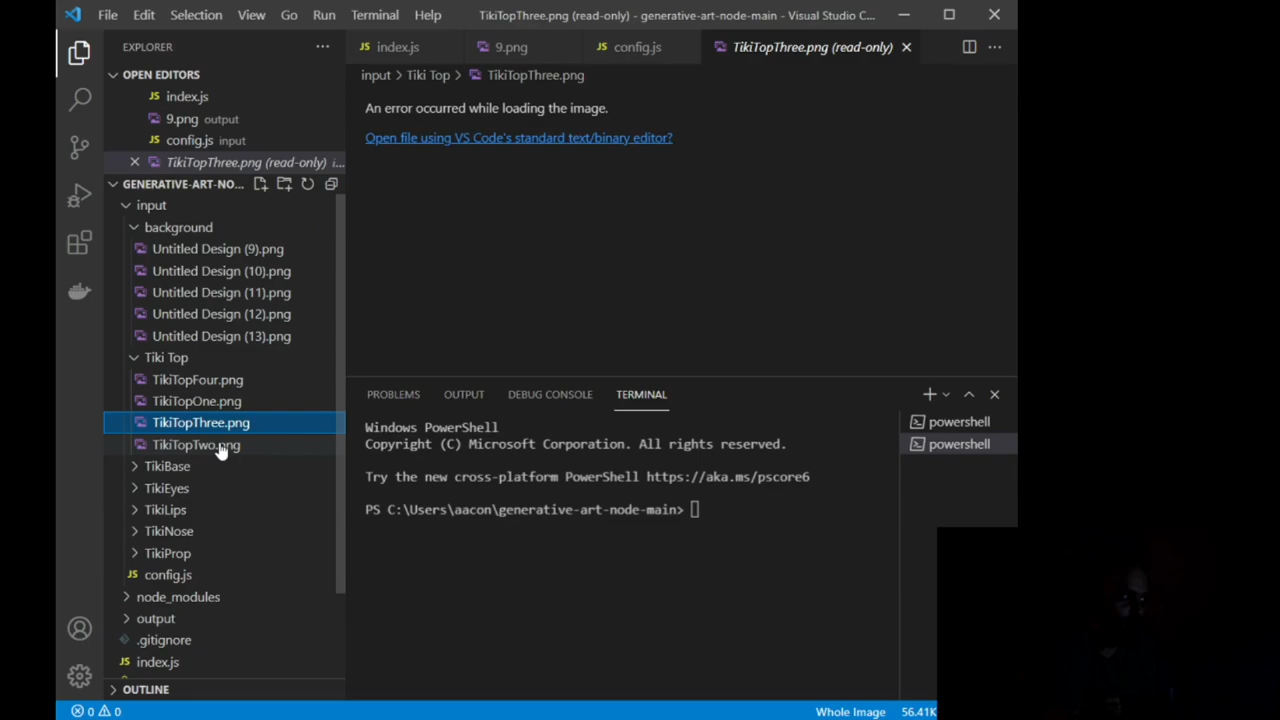 File Edit Selection View Go Run Terminal Help TikiTopThree.png (read-only) - generative-art-node-main - Visual Studio C...
EXPLORER
index.js 9.png config.js TikiTopThree.png (read-only)
OPEN EDITORS
input > Tiki Top > TikiTopThree.png
JS index.js
9.png output
JS config.js input
TikiTopThree.png (read-only) i...
An error occurred while loading the image.
Open file using VS Code's standard text/binary editor?
GENERATIVE-ART-NO...
input
background
Untitled Design (9).png
Untitled Design (10).png
Untitled Design (11).png
Untitled Design (12).png
Untitled Design (13).png
Tiki Top
TikiTopFour.png
TikiTopOne.png
TikiTopThree.png
TikiTopTwo.png
TikiBase
TikiEyes
TikiLips
TikiNose
TikiProp
JS config.js
node_modules
output
.gitignore
JS index.js
OUTLINE
PROBLEMS OUTPUT DEBUG CONSOLE TERMINAL
Windows PowerShell
Copyright (C) Microsoft Corporation. All rights reserved.
Try the new cross-platform PowerShell https://aka.ms/pscore6
PS C:\Users\aacon\generative-art-node-main>
powershell
powershell
0 0 Whole Image 56.41K